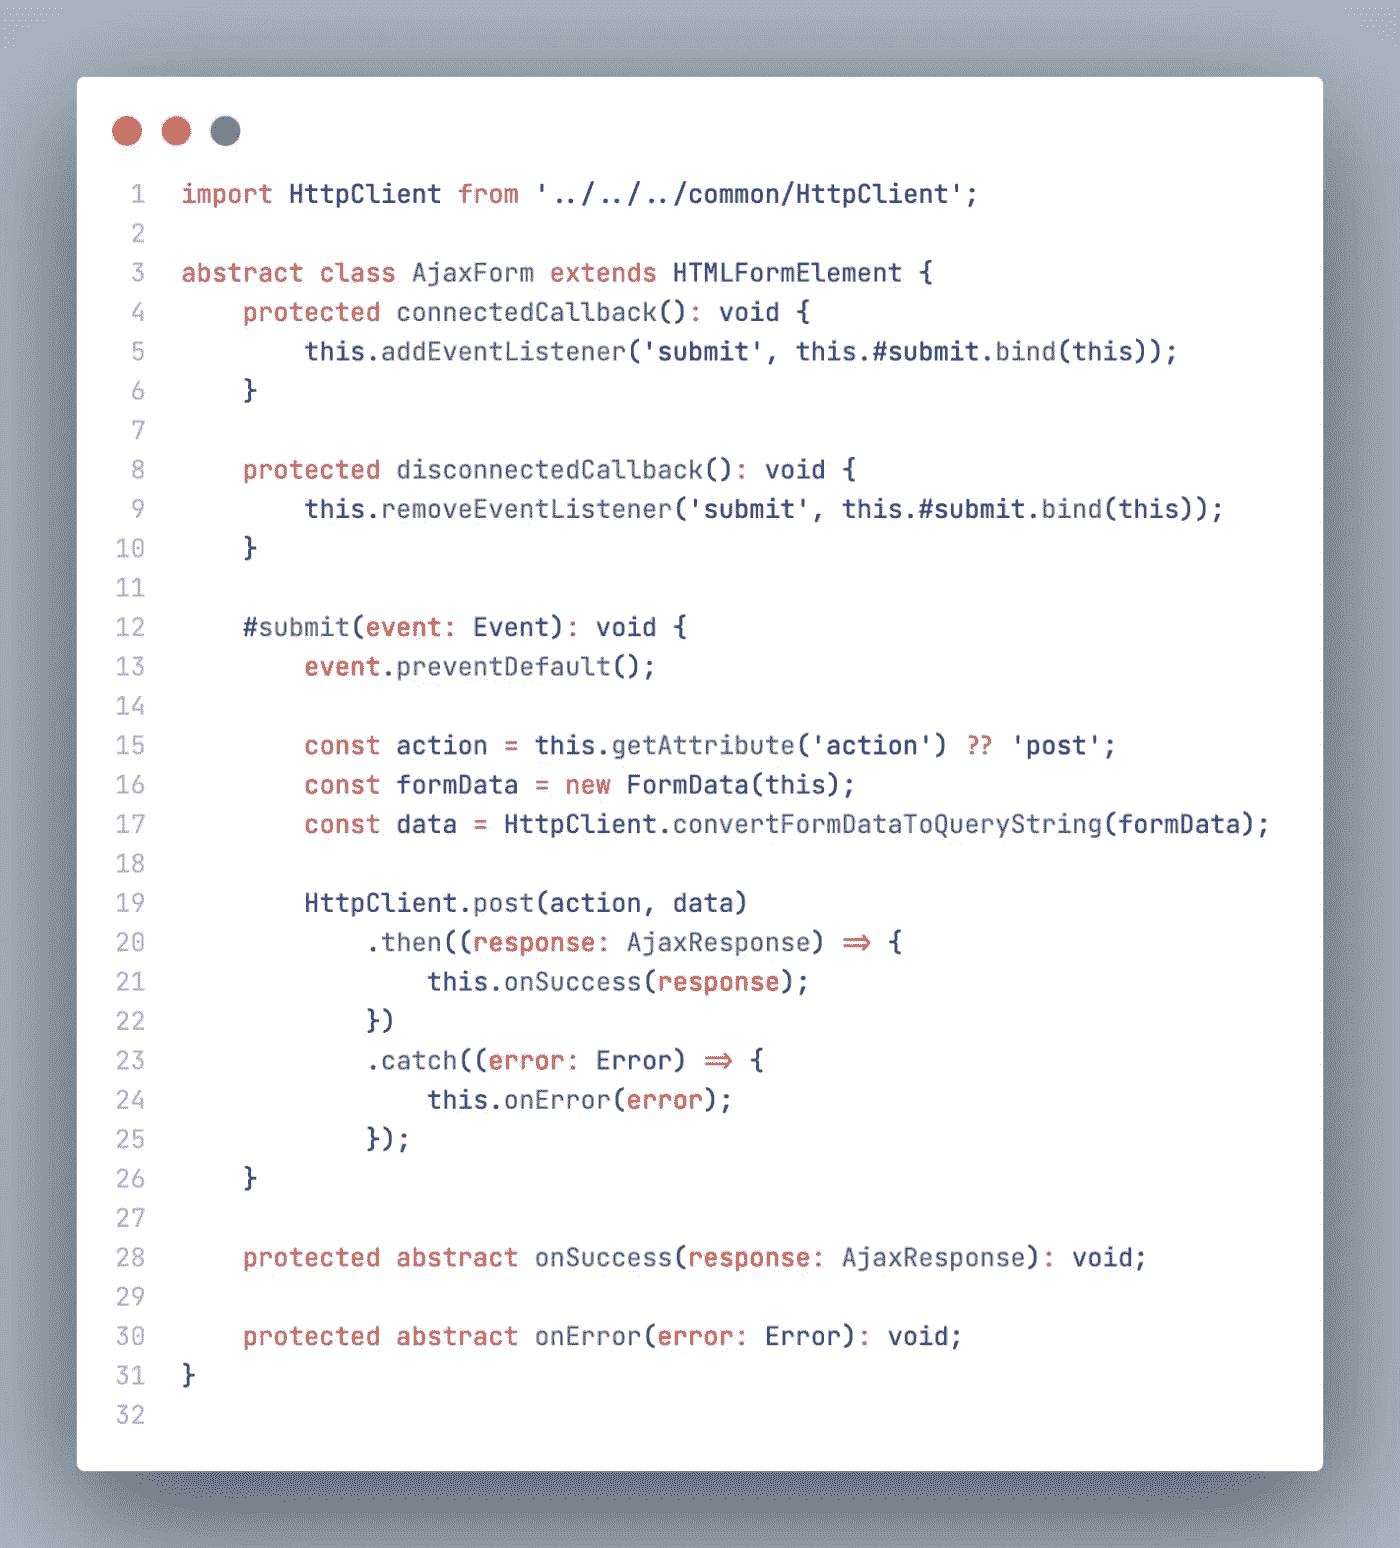 1 import HttpClient from '../../../common/HttpClient';
2
3 abstract class AjaxForm extends HTMLFormElement {
4     protected connectedCallback(): void {
5         this.addEventListener('submit', this.#submit.bind(this));
6     }
7
8     protected disconnectedCallback(): void {
9         this.removeEventListener('submit', this.#submit.bind(this));
10     }
11
12     #submit(event: Event): void {
13         event.preventDefault();
14
15         const action = this.getAttribute('action') ?? 'post';
16         const formData = new FormData(this);
17         const data = HttpClient.convertFormDataToQueryString(formData);
18
19         HttpClient.post(action, data)
20             .then((response: AjaxResponse) => {
21                 this.onSuccess(response);
22             })
23             .catch((error: Error) => {
24                 this.onError(error);
25             });
26     }
27
28     protected abstract onSuccess(response: AjaxResponse): void;
29
30     protected abstract onError(error: Error): void;
31 }
32